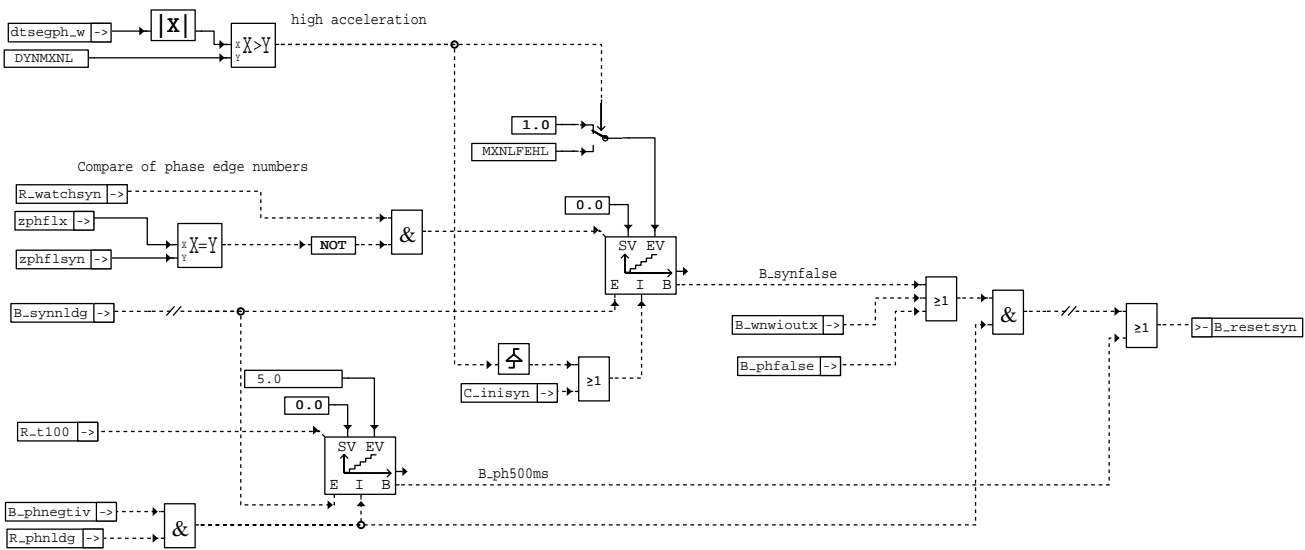 high acceleration
dtsegph_w ->
|X|
X X>Y
Y
DYNMXNL
1.0
MXNLFEHL
Compare of phase edge numbers
R_watchsyn ->
0.0
zphflx ->
&
X X=Y
Y
NOT
SV EV
zphflsyn ->
E I B
B_synfalse
B_synnldg ->
≥1
&
B_wnwioutx ->
≥1
>- B_resetsyn
B_phfalse ->
5.0
≥1
C_inisyn ->
0.0
R_t100 ->
SV EV
E I B
B_ph500ms
B_phnegtiv ->
&
R_phnldg ->